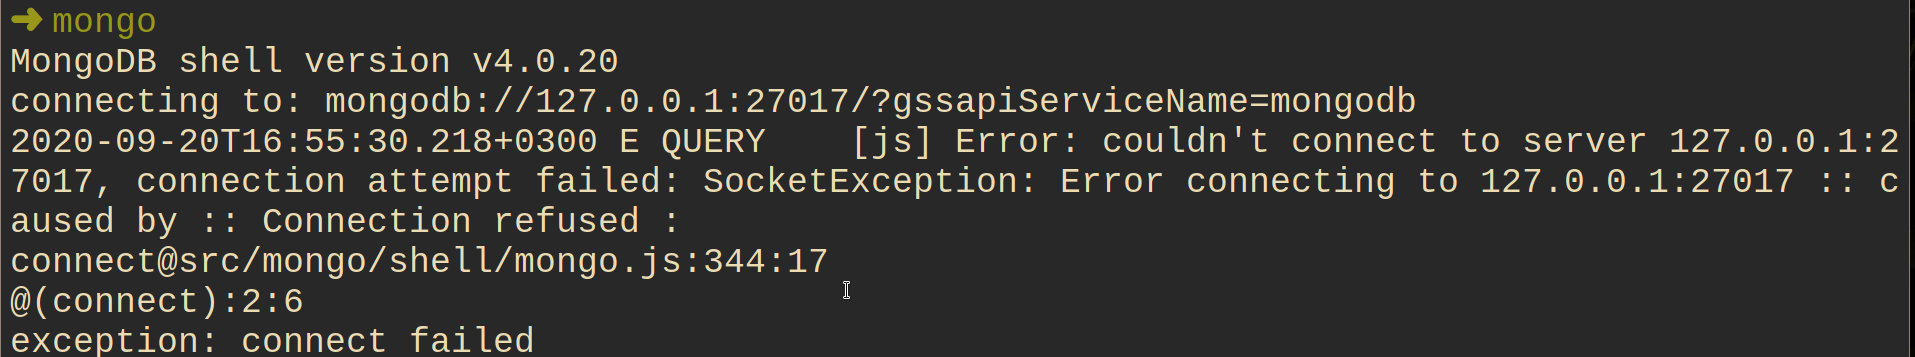 ➜ mongo
MongoDB shell version v4.0.20
connecting to: mongodb://127.0.0.1:27017/?gssapiServiceName=mongodb
2020-09-20T16:55:30.218+0300 E QUERY    [js] Error: couldn't connect to server 127.0.0.1:2
7017, connection attempt failed: SocketException: Error connecting to 127.0.0.1:27017 :: c
aused by :: Connection refused :
connect@src/mongo/shell/mongo.js:344:17
@(connect):2:6
exception: connect failed